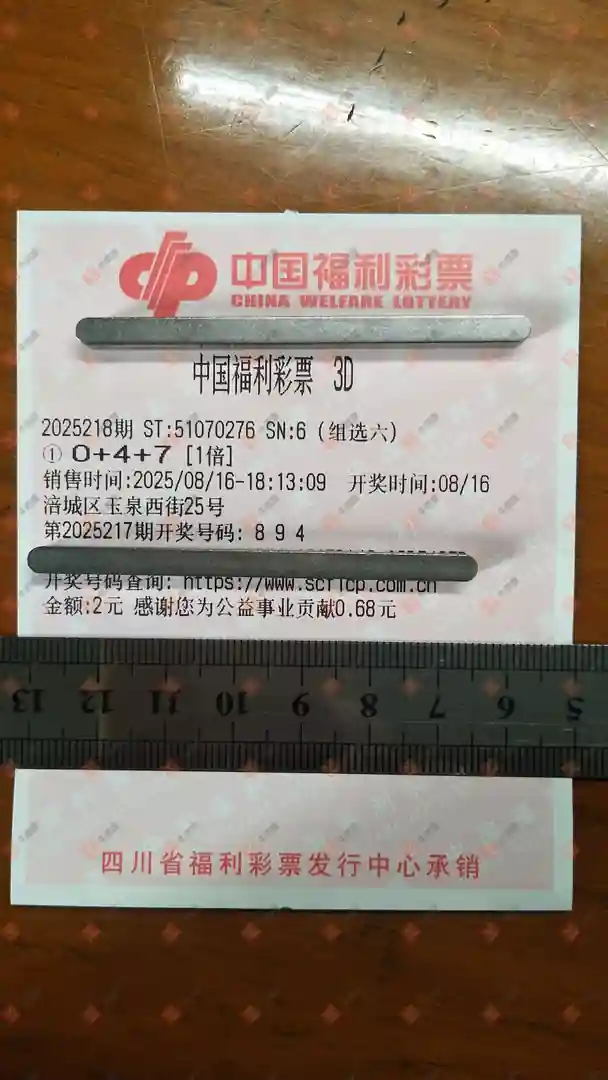 中国福利彩票
CHINA WELFARE LOTTERY
中国福利彩票 3D
2025218期 ST:51070276 SN:6 (组选六)
① 0+4+7 [1倍]
销售时间:2025/08/16-18:13:09 开奖时间:08/16
涪城区玉泉西街25号
第2025217期开奖号码: 8 9 4
开奖号码查询: https://www.scflcp.com.cn
金额:2元 感谢您为公益事业贡献0.68元
13 12 11 10 9 8 7 6 5
四川省福利彩票发行中心承销